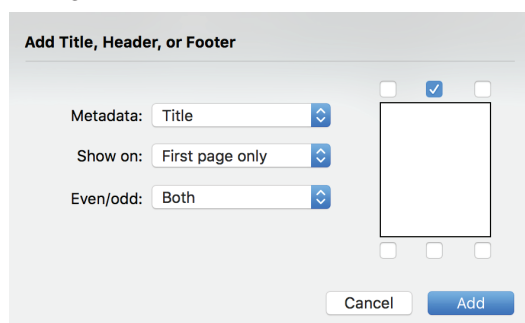 Add Title, Header, or Footer
Metadata: Title
Show on: First page only
Even/odd: Both
Cancel Add